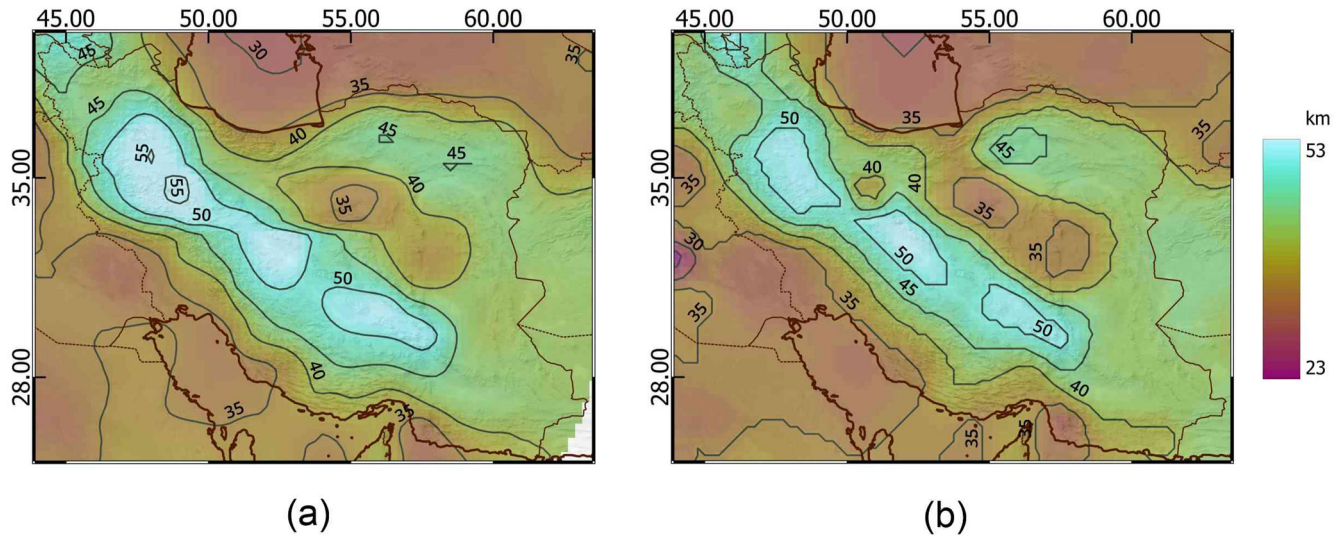 45.00 50.00 55.00 60.00
45.00 50.00 55.00 60.00
45 30 35 35
45 35 40 45 45
35.00 55 55 50 40 35
50
28.00 40 35 35
50 35 35
35.00 35 45 40 40 35
30 50 45 35
28.00 35 35 50 40
35 35
km
53
23
(a)
(b)